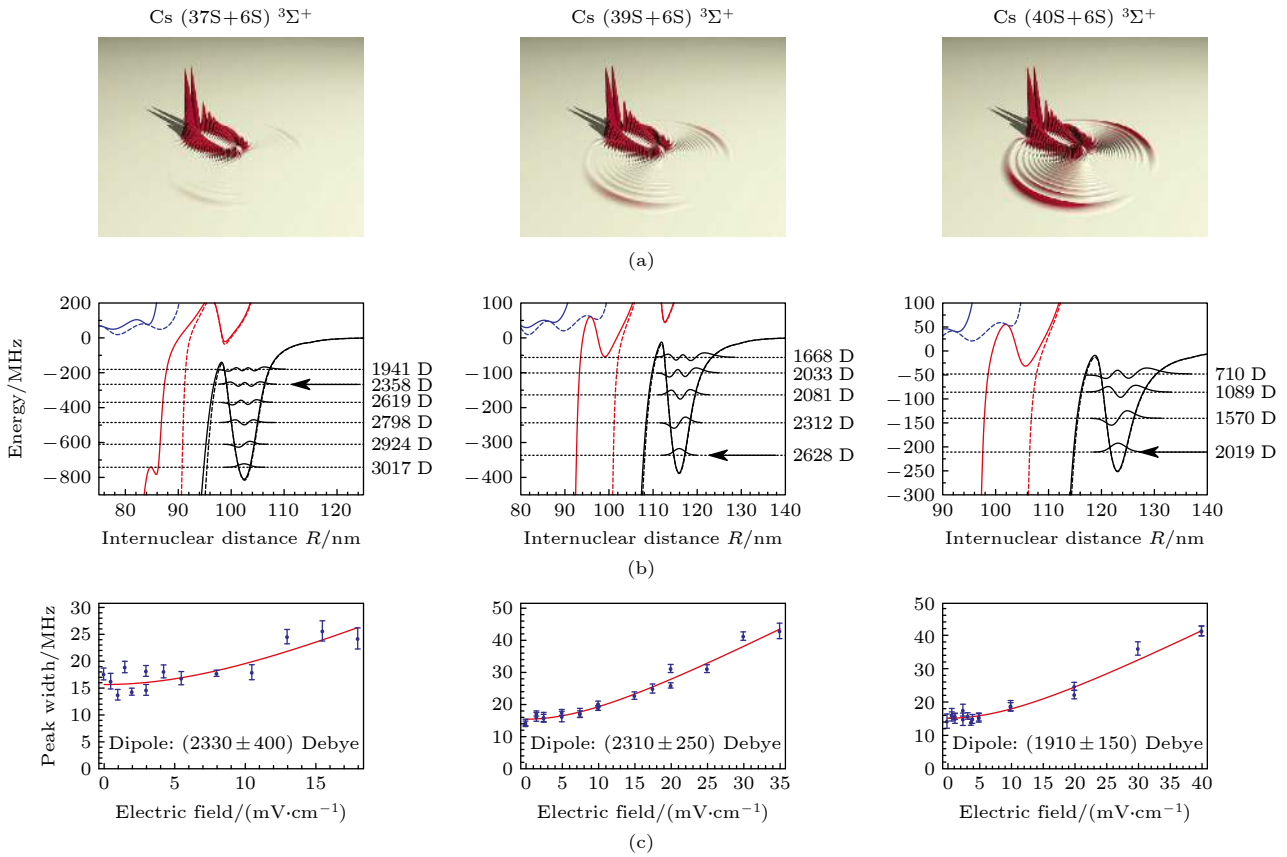 Cs (37S+6S) ³Σ⁺
Cs (39S+6S) ³Σ⁺
Cs (40S+6S) ³Σ⁺
(a)
Energy/MHz
200
0
−200
−400
−600
−800
80
90
100
110
120
1941 D
2358 D
2619 D
2798 D
2924 D
3017 D
Internuclear distance R/nm
100
0
−100
−200
−300
−400
80
90
100
110
120
130
140
1668 D
2033 D
2081 D
2312 D
2628 D
Internuclear distance R/nm
100
50
0
−50
−100
−150
−200
−250
−300
90
100
110
120
130
140
710 D
1089 D
1570 D
2019 D
Internuclear distance R/nm
(b)
Peak width/MHz
30
25
20
15
10
5
0
Dipole: (2330±400) Debye
0
5
10
15
Electric field/(mV·cm⁻¹)
50
40
30
20
10
0
Dipole: (2310±250) Debye
0
5
10
15
20
25
30
35
Electric field/(mV·cm⁻¹)
50
40
30
20
10
0
Dipole: (1910±150) Debye
0
5
10
15
20
25
30
35
40
Electric field/(mV·cm⁻¹)
(c)